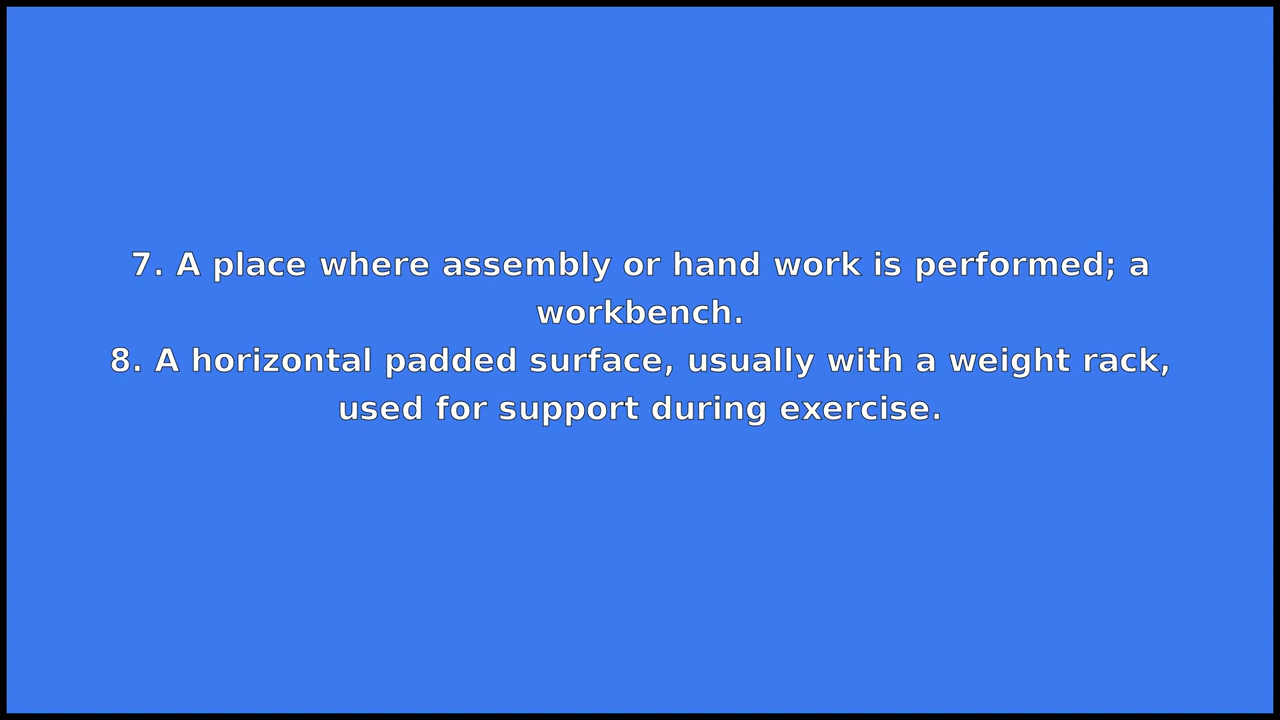 7. A place where assembly or hand work is performed; a
workbench.
8. A horizontal padded surface, usually with a weight rack,
used for support during exercise.